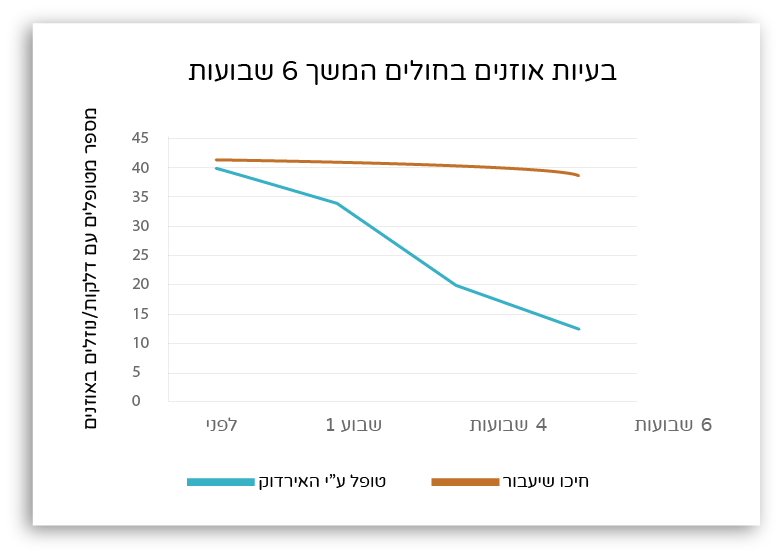 בעיות אוזנים בחולים המשך 6 שבועות
מספר מטופלים עם דלקות/נוזלים באוזנים
45
40
35
30
25
20
15
10
5
0
לפני
שבוע 1
4 שבועות
6 שבועות
טופל ע"י האירדוק
חיכו שיעבור